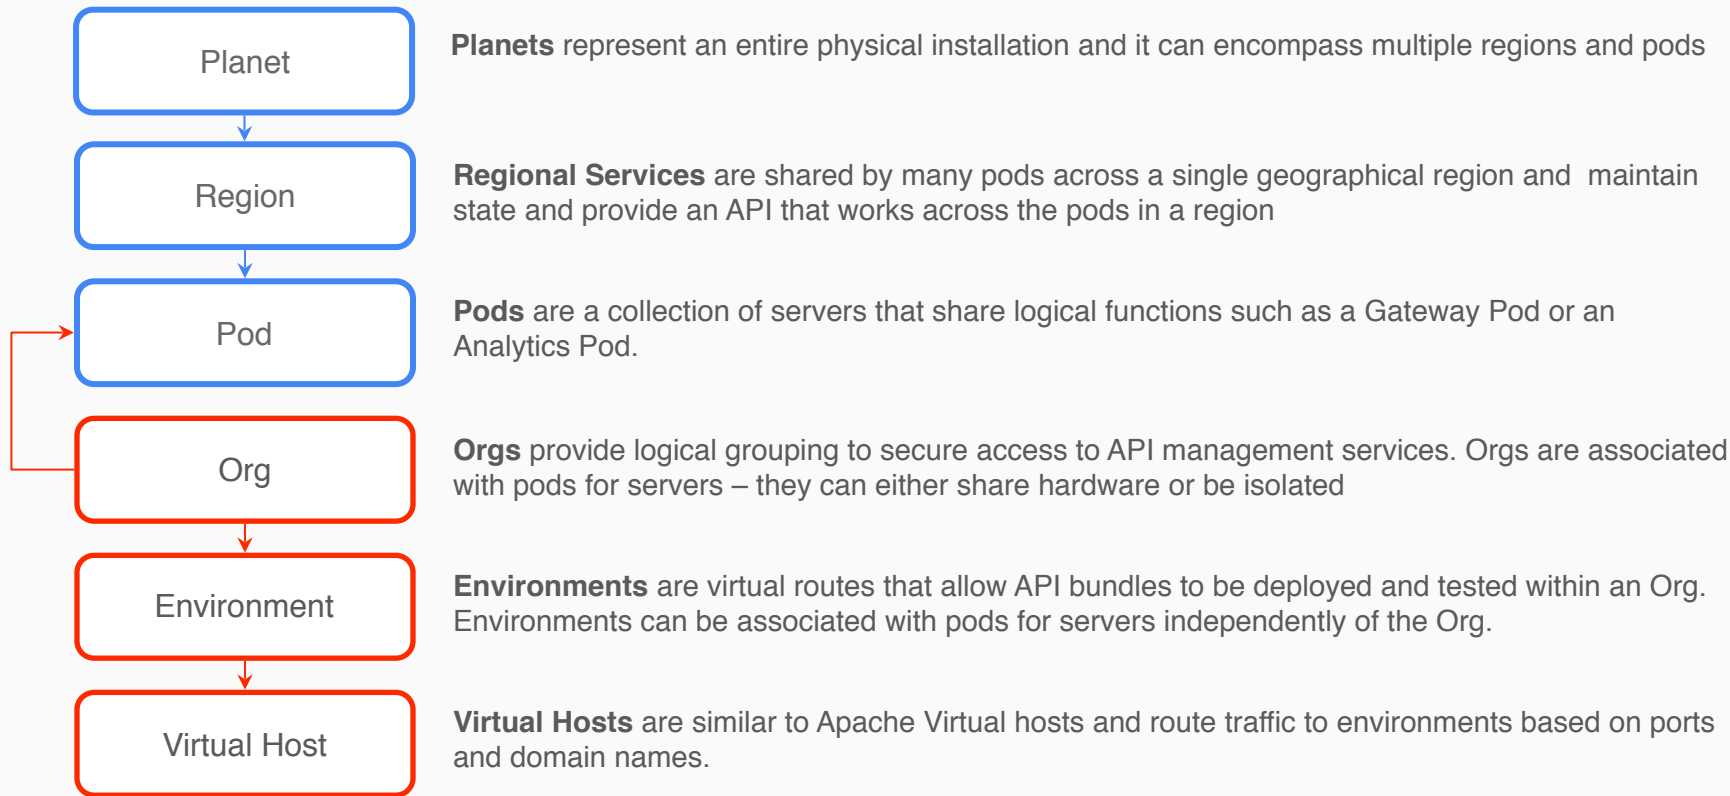 Planet
Planets represent an entire physical installation and it can encompass multiple regions and pods
Region
Regional Services are shared by many pods across a single geographical region and  maintain
state and provide an API that works across the pods in a region
Pod
Pods are a collection of servers that share logical functions such as a Gateway Pod or an
Analytics Pod.
Org
Orgs provide logical grouping to secure access to API management services. Orgs are associated
with pods for servers – they can either share hardware or be isolated
Environment
Environments are virtual routes that allow API bundles to be deployed and tested within an Org.
Environments can be associated with pods for servers independently of the Org.
Virtual Host
Virtual Hosts are similar to Apache Virtual hosts and route traffic to environments based on ports
and domain names.